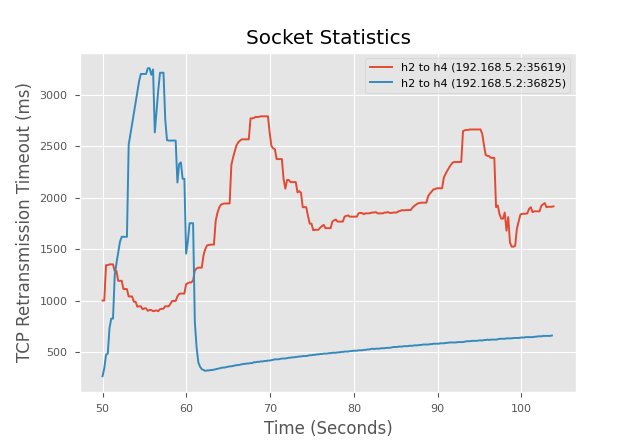 Socket Statistics
h2 to h4 (192.168.5.2:35619)
h2 to h4 (192.168.5.2:36825)
TCP Retransmission Timeout (ms)
3000
2500
2000
1500
1000
500
50 60 70 80 90 100
Time (Seconds)